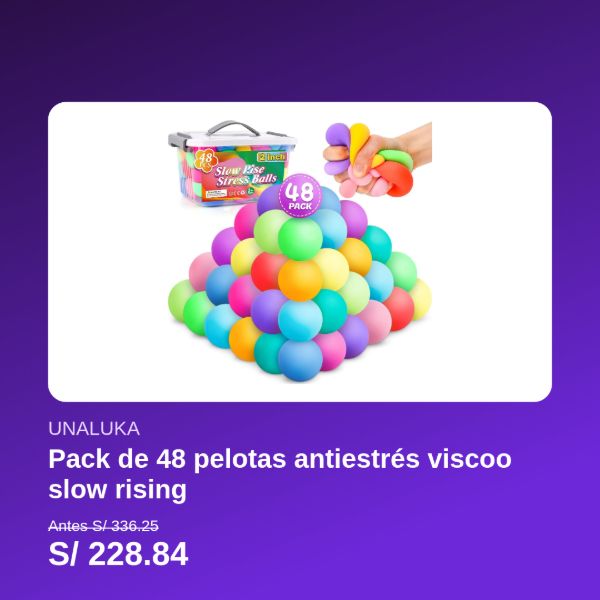 48
PCS
2 inch
Slow Rise
Stress Balls
48
PACK
UNALUKA
Pack de 48 pelotas antiestrés viscoo
slow rising
Antes S/ 336.25
S/ 228.84